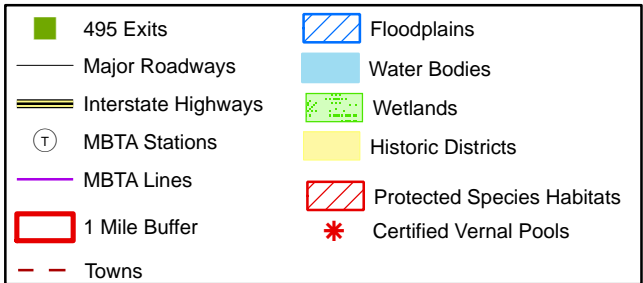 495 Exits
Major Roadways
Interstate Highways
T MBTA Stations
MBTA Lines
1 Mile Buffer
Towns
Floodplains
Water Bodies
Wetlands
Historic Districts
Protected Species Habitats
Certified Vernal Pools